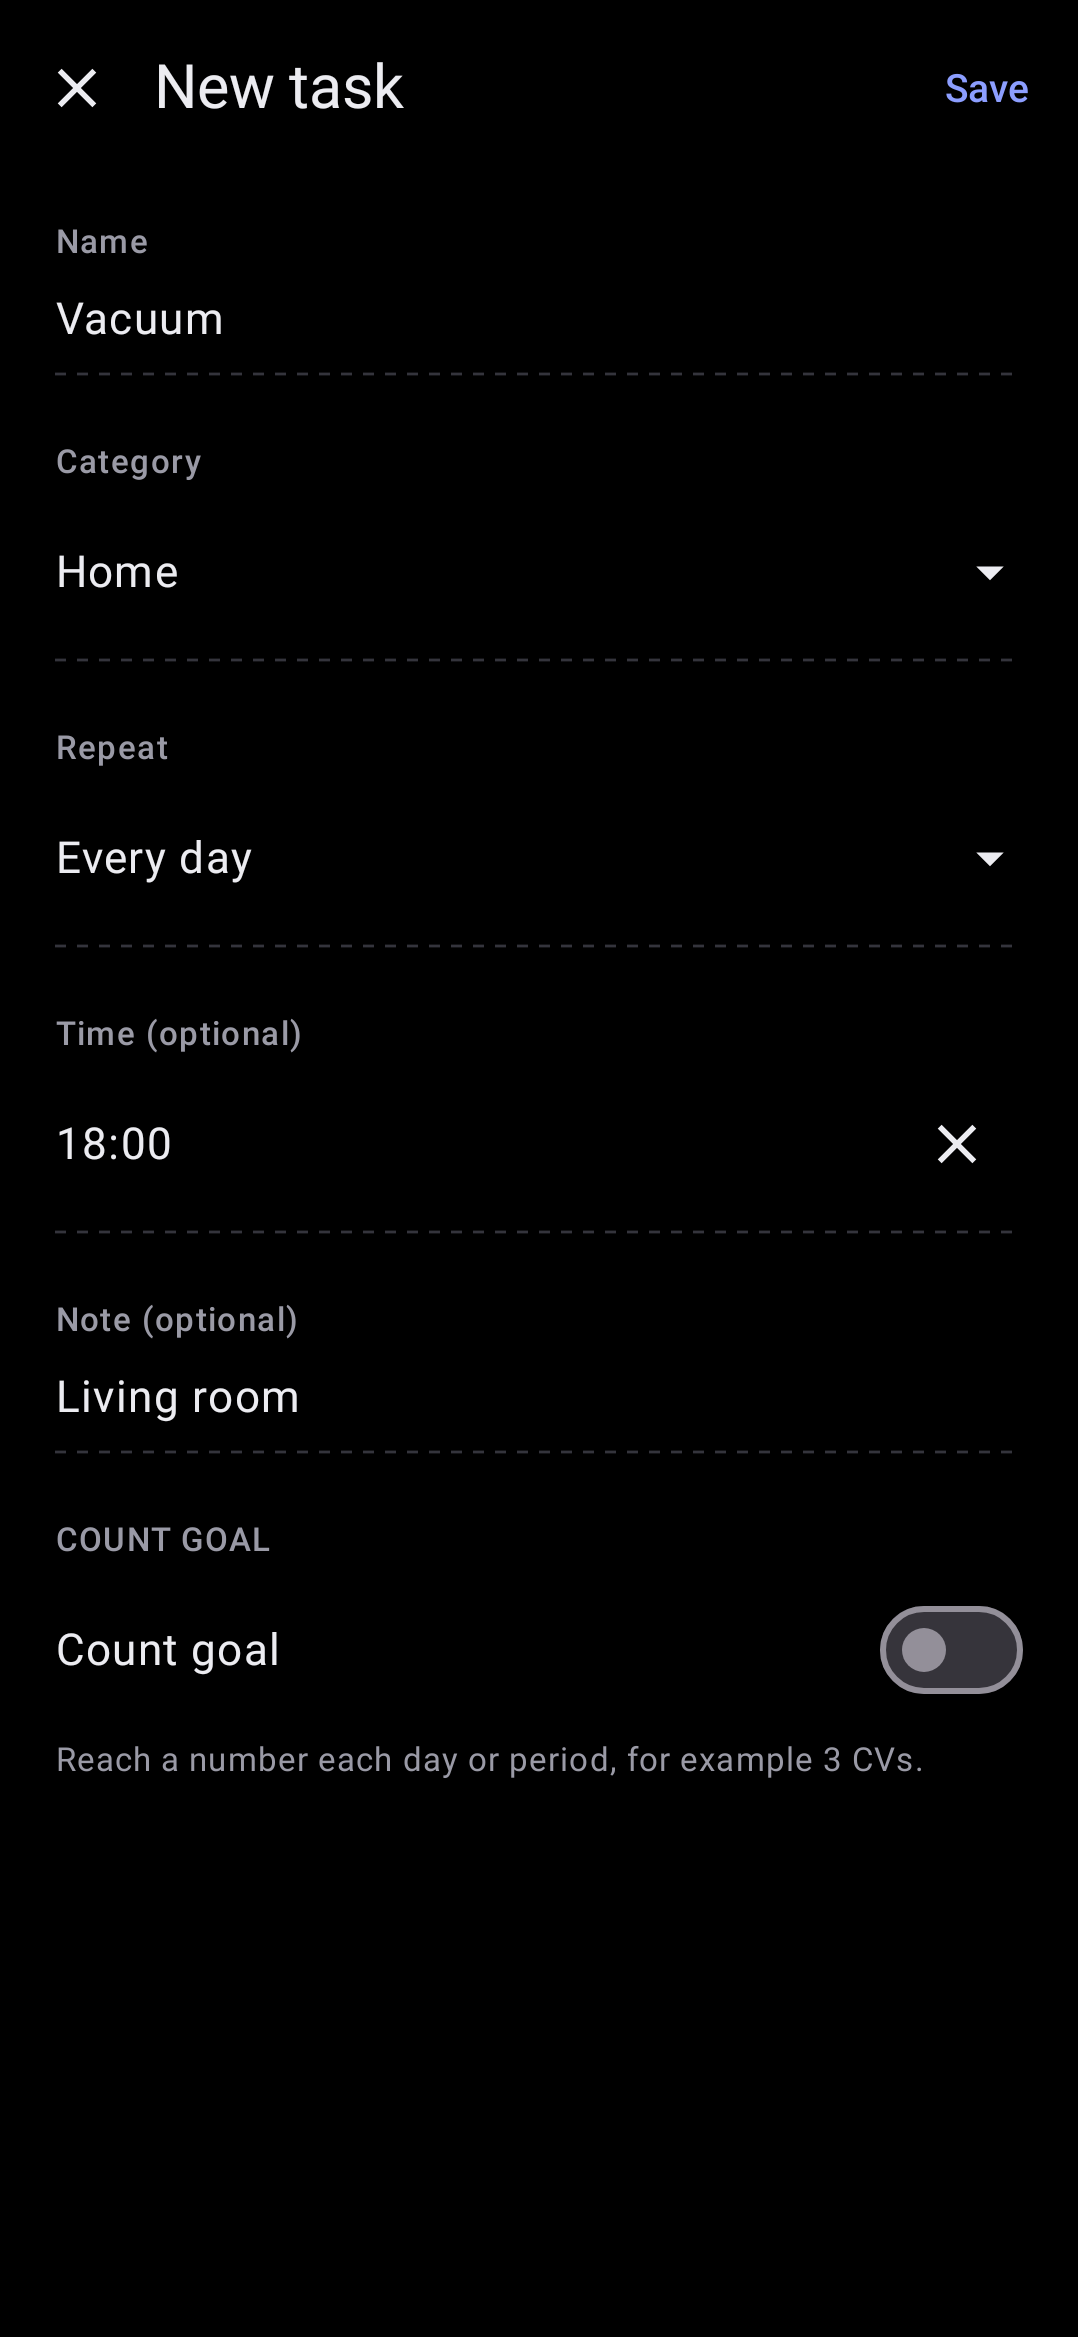 New task
Save
Name
Vacuum
Category
Home
Repeat
Every day
Time (optional)
18:00
Note (optional)
Living room
COUNT GOAL
Count goal
Reach a number each day or period, for example 3 CVs.